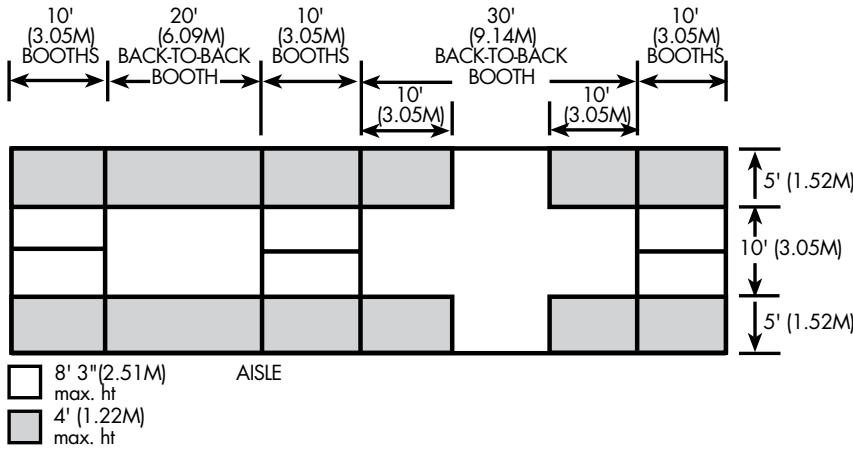 10'
(3.05M)
BOOTHS
20'
(6.09M)
BACK-TO-BACK
BOOTH
10'
(3.05M)
BOOTHS
30'
(9.14M)
BACK-TO-BACK
BOOTH
10'
(3.05M)
BOOTHS
10'
(3.05M)
10'
(3.05M)
5' (1.52M)
10' (3.05M)
5' (1.52M)
8' 3"(2.51M)
max. ht
AISLE
4' (1.22M)
max. ht